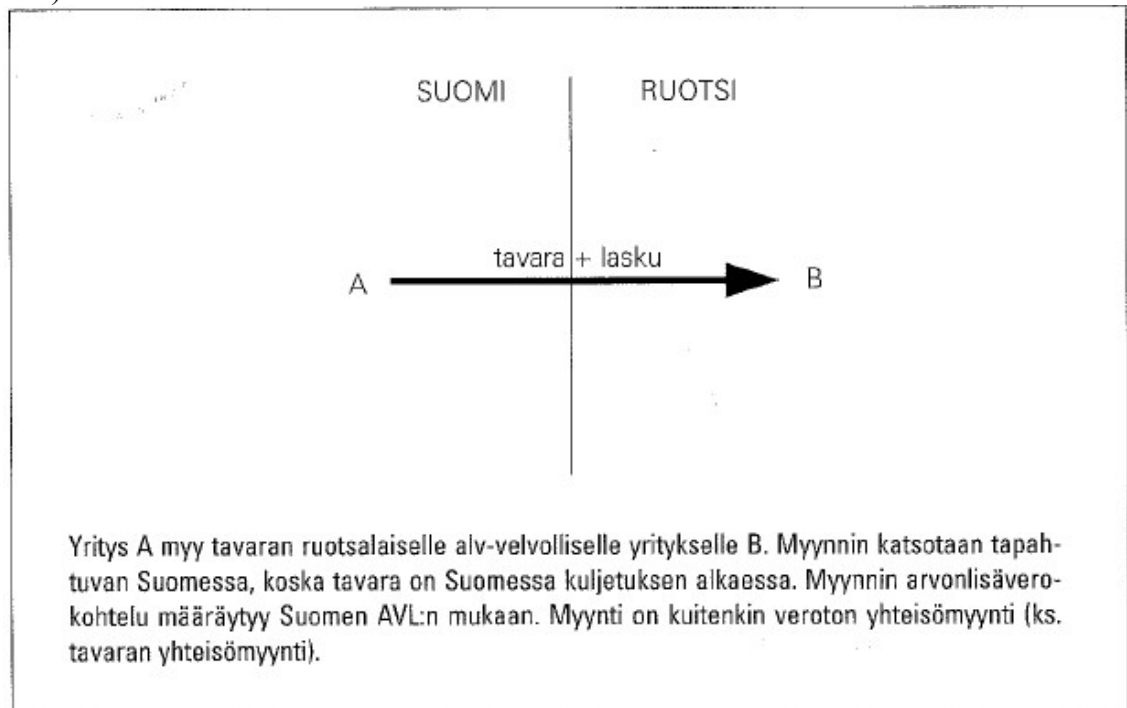 SUOMI RUOTSI
tavara + lasku
A B
Yritys A myy tavaran ruotsalaiselle alv-velvolliselle yritykselle B. Myynnin katsotaan tapah-
tuvan Suomessa, koska tavara on Suomessa kuljetuksen alkaessa. Myynnin arvonlisävero-
kohtelu määräytyy Suomen AVL:n mukaan. Myynti on kuitenkin veroton yhteisömyynti (ks.
tavaran yhteisömyynti).